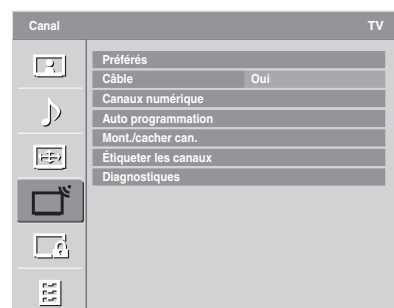 Canal TV
Préférés
Câble Oui
Canaux numérique
Auto programmation
Mont./cacher can.
Étiqueter les canaux
Diagnostiques